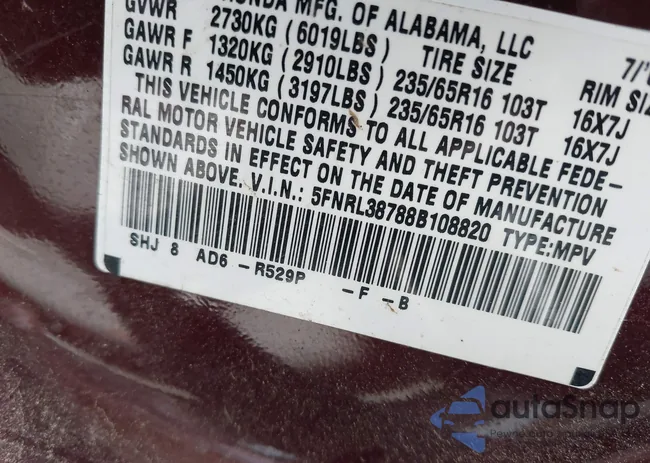 HONDA MFG. OF ALABAMA, LLC 7/'0
GVWR 2730KG (6019LBS) TIRE SIZE RIM SIZ
GAWR F 1320KG (2910LBS) 235/65R16 103T 16X7J
GAWR R 1450KG (3197LBS) 235/65R16 103T 16X7J
THIS VEHICLE CONFORMS TO ALL APPLICABLE FEDE-
RAL MOTOR VEHICLE SAFETY AND THEFT PREVENTION
STANDARDS IN EFFECT ON THE DATE OF MANUFACTURE
SHOWN ABOVE. V.I.N.: 5FNRL38788B108820 TYPE:MPV
SHJ 8 AD6 -R529P -F -B
autoSnap